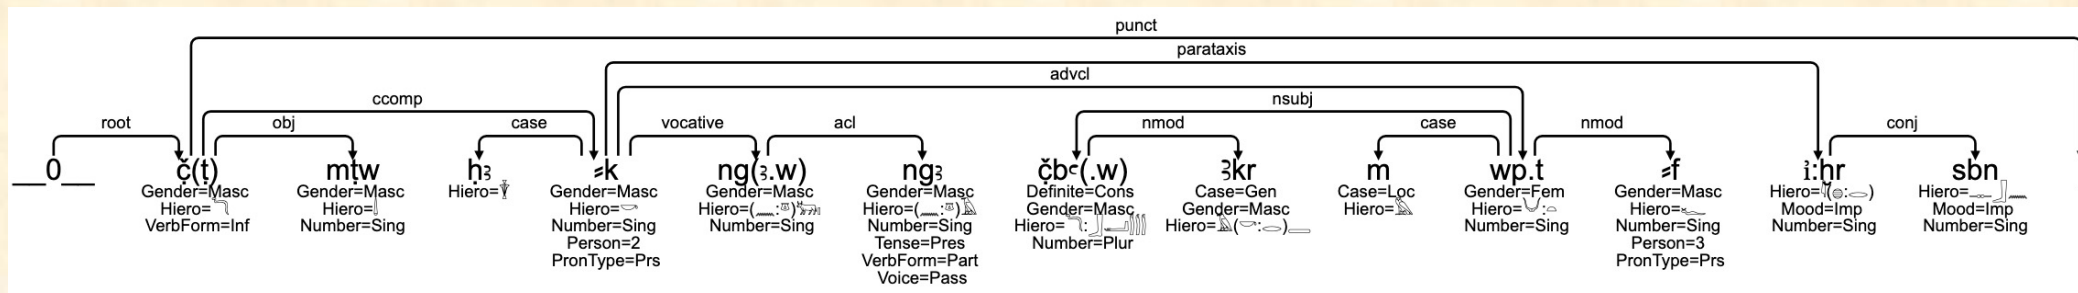 punct
parataxis
advcl
ccomp nsubj
root obj case vocative acl nmod case nmod conj
__0__ č̣(ṭ) mṭw ḥꜣ ⸗k ng(ꜣ.w) ngꜣ č̣bꜥ(.w) ꜣkr m wp.t ⸗f ı͗:hr sbn
Gender=Masc Gender=Masc Hiero= Gender=Masc Gender=Masc Gender=Masc Definite=Cons Case=Gen Case=Loc Gender=Fem Gender=Masc Hiero= Hiero=
Hiero= Hiero= Hiero= Hiero= Hiero= Gender=Masc Gender=Masc Hiero= Hiero= Hiero= Mood=Imp Mood=Imp
VerbForm=Inf Number=Sing Number=Sing Number=Sing Number=Sing Hiero= Hiero= Number=Sing Number=Sing Number=Sing Number=Sing
Person=2 Tense=Pres Number=Plur Person=3
PronType=Prs VerbForm=Part PronType=Prs
Voice=Pass